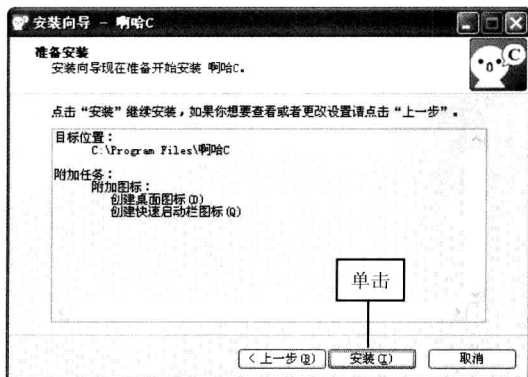 安装向导 - 啊哈C
准备安装
安装向导现在准备开始安装 啊哈C。
C
点击“安装”继续安装，如果你想要查看或者更改设置请点击“上一步”。
目标位置：
C:\Program Files\啊哈C
附加任务：
附加图标：
创建桌面图标(D)
创建快速启动栏图标(Q)
单击
<上一步(B)
安装(I)
取消